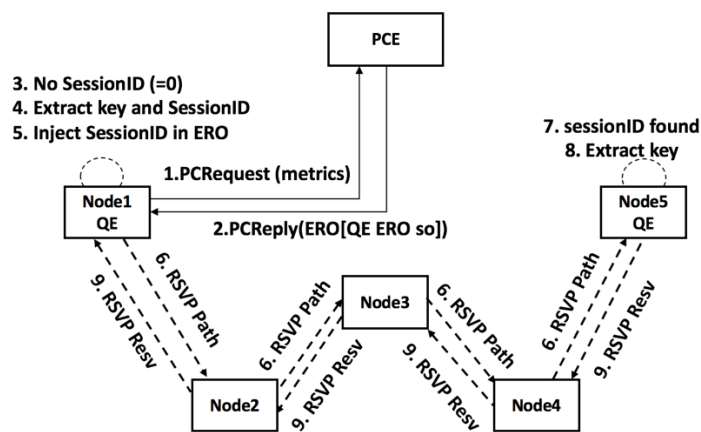 PCE
3. No SessionID (=0)
4. Extract key and SessionID
5. Inject SessionID in ERO
7. sessionID found
8. Extract key
1.PCRequest (metrics)
Node1
QE
Node5
QE
2.PCReply(ERO[QE ERO so])
6. RSVP Path
9. RSVP Resv
6. RSVP Path
Node3
9. RSVP Resv
6. RSVP Path
9. RSVP Resv
6. RSVP Path
9. RSVP Resv
Node2
Node4